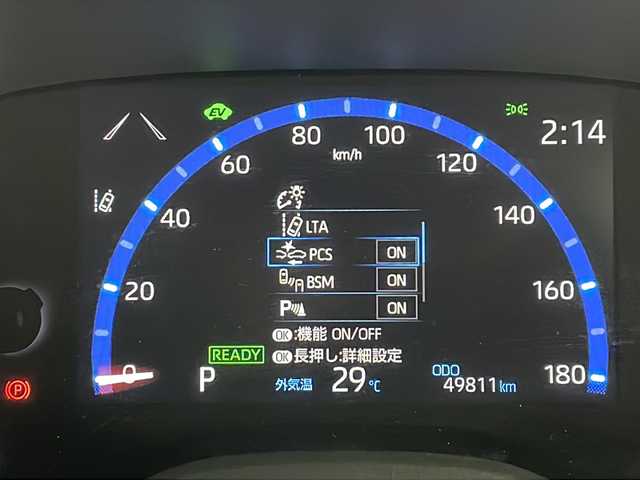 EV
2:14
80
100
km/h
60
120
40
140
LTA
PCS ON
BSM ON
20
160
P ON
OK:機能 ON/OFF
READY
OK長押し:詳細設定
0
P
外気温 29℃
ODO
49811km
180
P